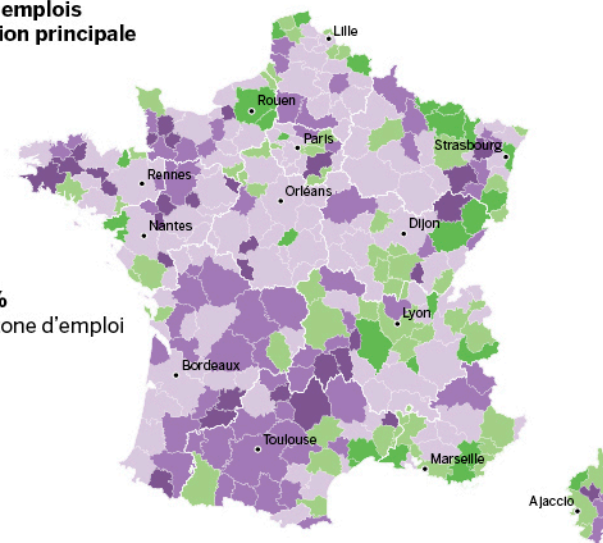 emplois
ion principale
Lille
Rouen
Paris
Strasbourg
Rennes
Orléans
Nantes
Dijon
%
one d'emploi
Lyon
Bordeaux
Toulouse
Marseille
Ajaccio